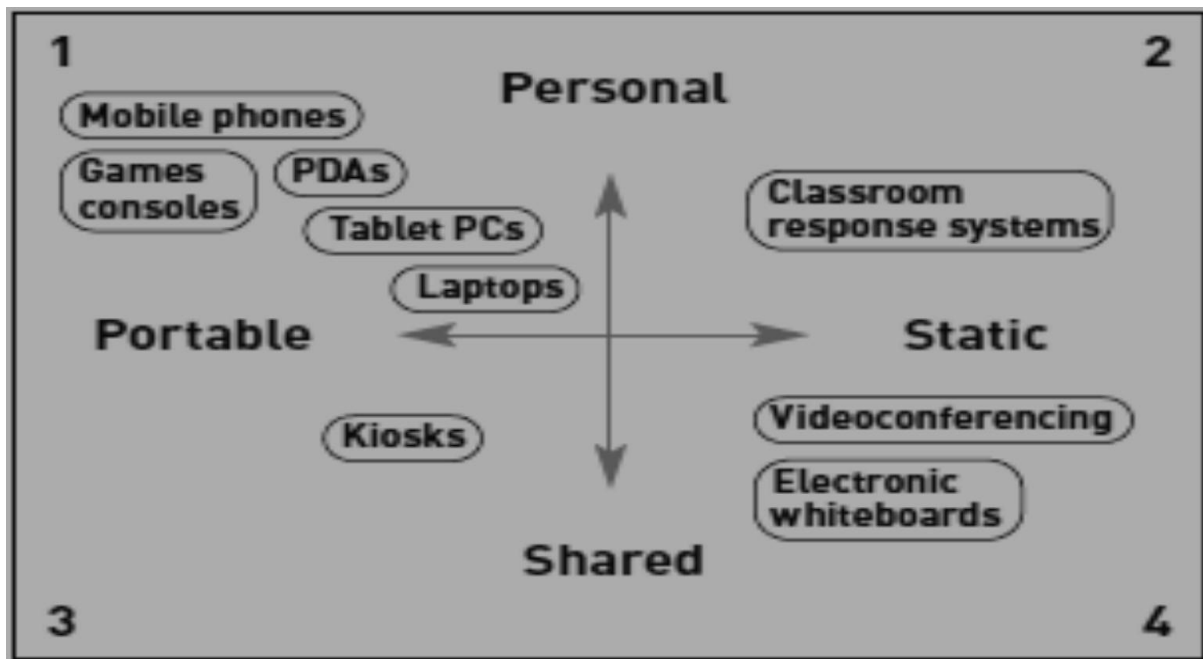 1
2
Personal
Mobile phones
Games
consoles
PDAs
Tablet PCs
Laptops
Classroom
response systems
Portable
Static
Kiosks
Videoconferencing
Electronic
whiteboards
Shared
3
4